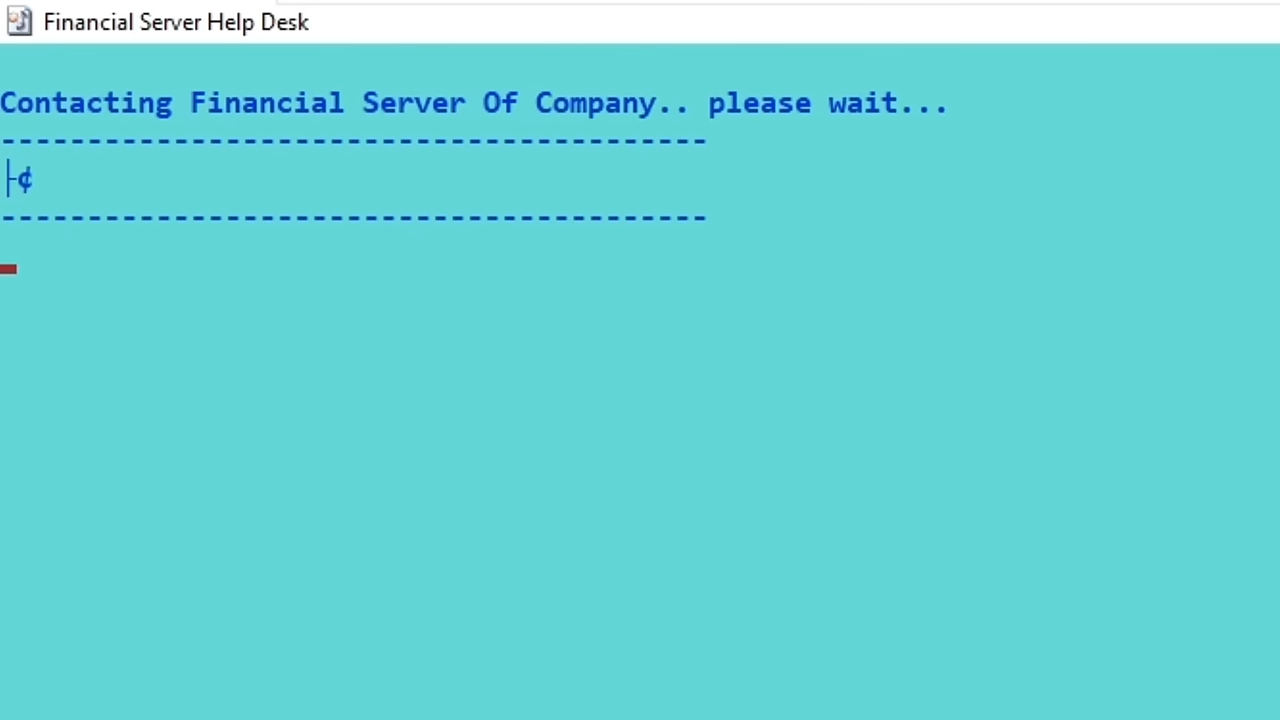 Financial Server Help Desk
Contacting Financial Server Of Company.. please wait...
-----------------------------------------
├¢
-----------------------------------------